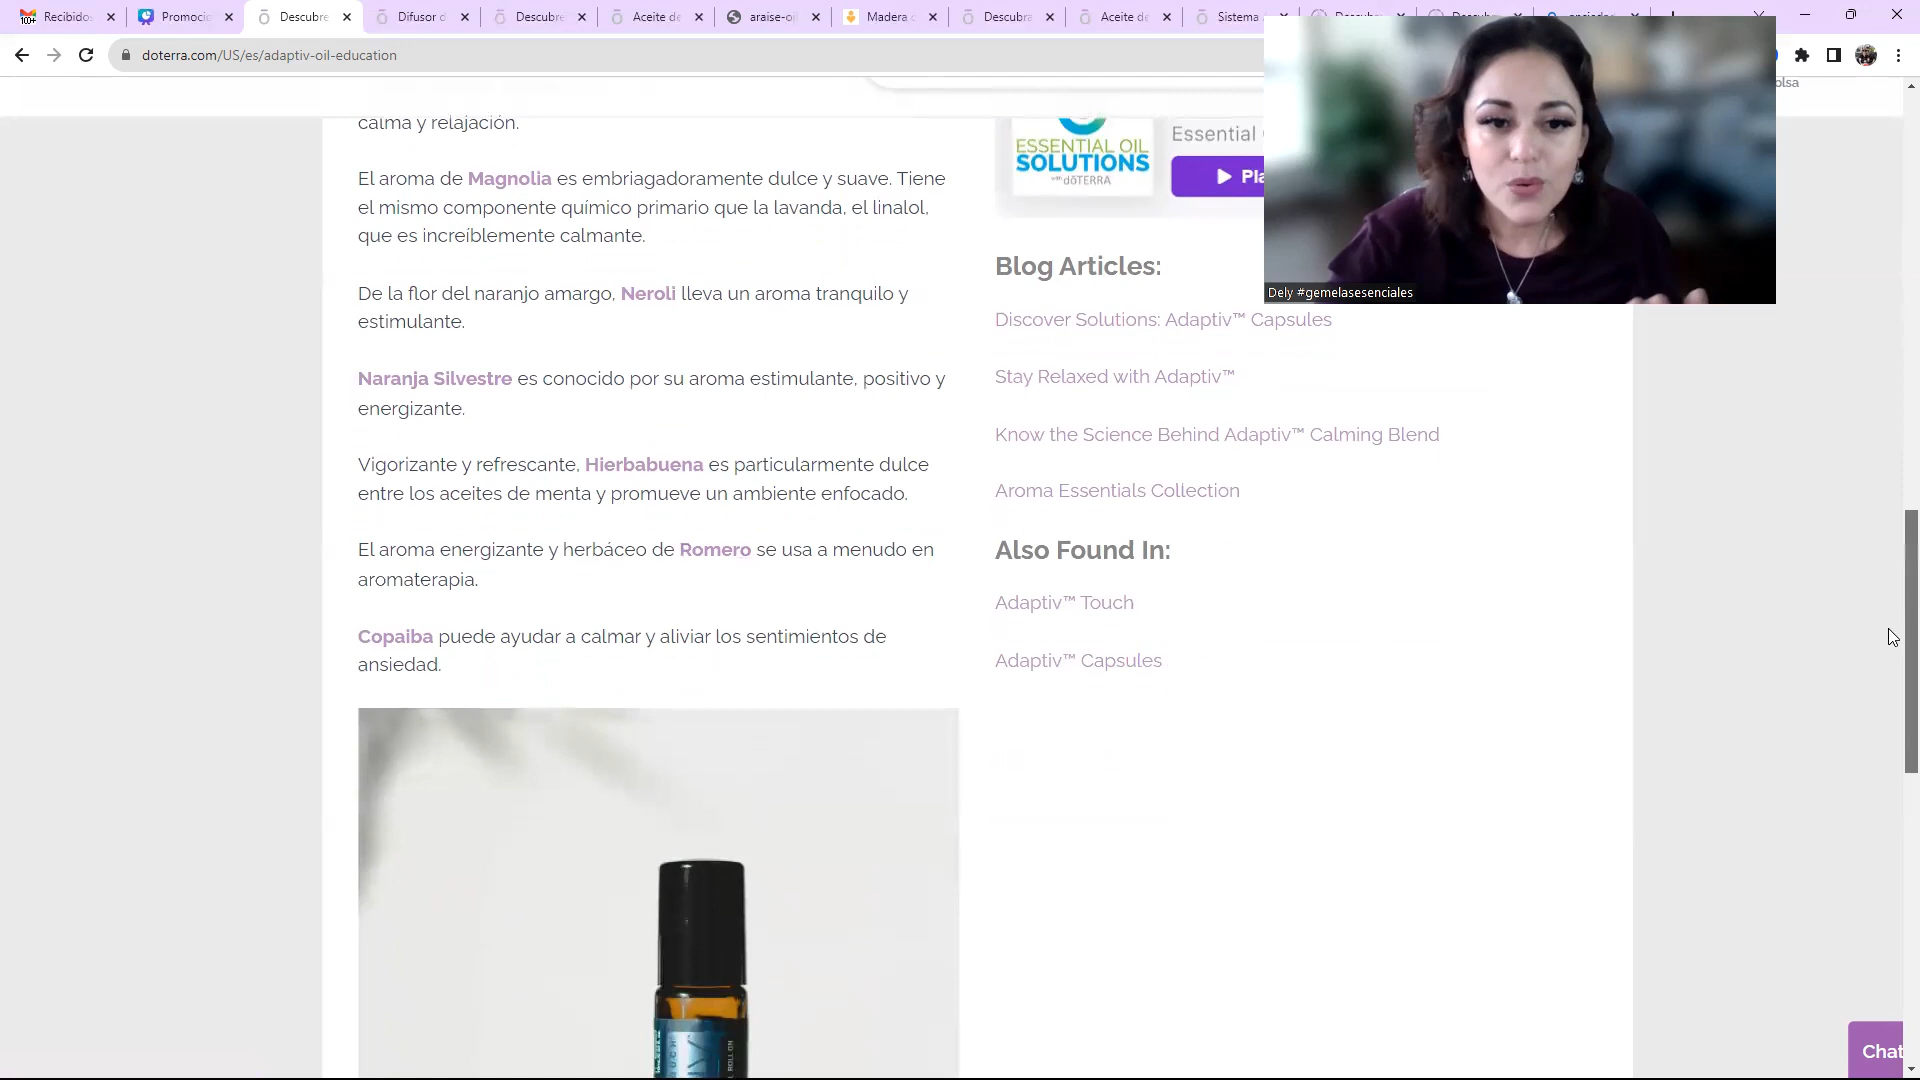 Recibidos
Promocio
Descubre
Difusor d
Descubre
Aceite de
araise-oi
Madera
Descubra
Aceite de
Sistema
doterra.com/US/es/adaptiv-oil-education
olsa
calma y relajación.
El aroma de Magnolia es embriagadoramente dulce y suave. Tiene
el mismo componente químico primario que la lavanda, el linalol,
que es increíblemente calmante.
De la flor del naranjo amargo, Neroli lleva un aroma tranquilo y
estimulante.
Naranja Silvestre es conocido por su aroma estimulante, positivo y
energizante.
Vigorizante y refrescante, Hierbabuena es particularmente dulce
entre los aceites de menta y promueve un ambiente enfocado.
El aroma energizante y herbáceo de Romero se usa a menudo en
aromaterapia.
Copaiba puede ayudar a calmar y aliviar los sentimientos de
ansiedad.
ESSENTIAL OIL
SOLUTIONS
with dōTERRA
Essential
Pla
Dely #gemelasesenciales
Blog Articles:
Discover Solutions: Adaptiv™ Capsules
Stay Relaxed with Adaptiv™
Know the Science Behind Adaptiv™ Calming Blend
Aroma Essentials Collection
Also Found In:
Adaptiv™ Touch
Adaptiv™ Capsules
Chat